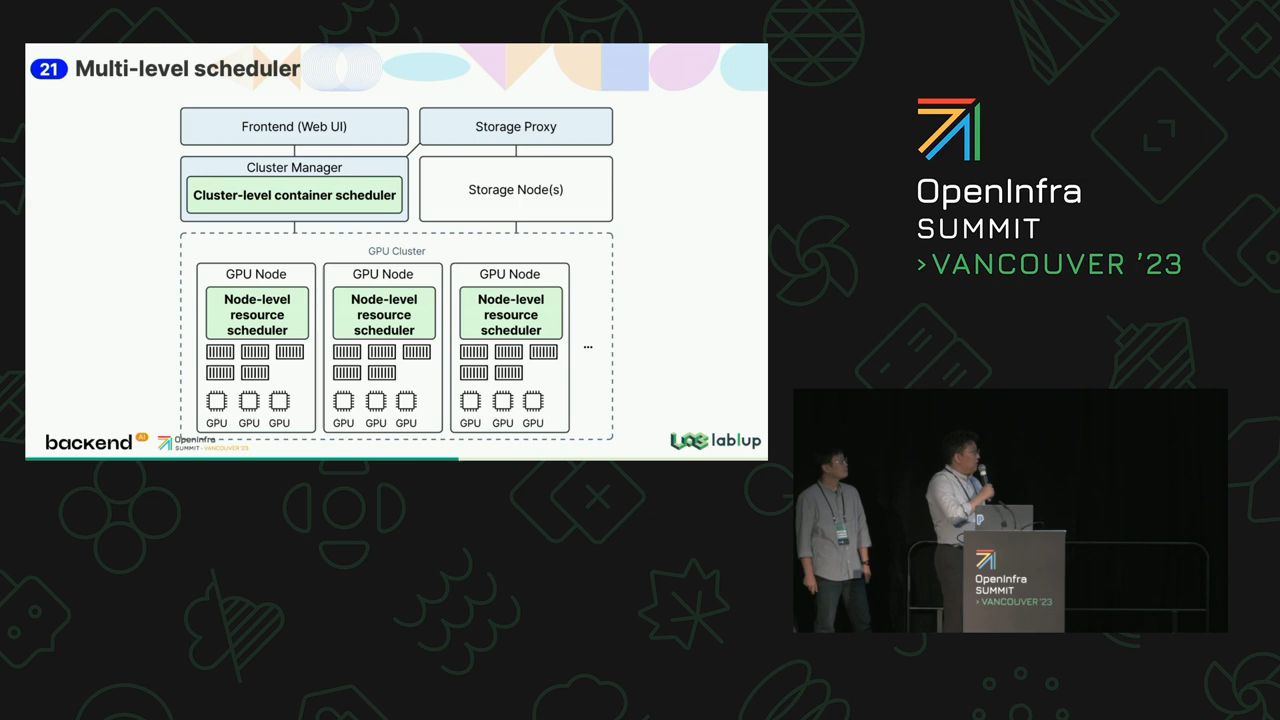 21 Multi-level scheduler
Frontend (Web UI)
Storage Proxy
Cluster Manager
Cluster-level container scheduler
Storage Node(s)
GPU Cluster
GPU Node
Node-level
resource
scheduler
GPU GPU GPU
GPU Node
Node-level
resource
scheduler
GPU GPU GPU
GPU Node
Node-level
resource
scheduler
GPU GPU GPU
...
backend AI
OpenInfra
SUMMIT > VANCOUVER '23
lablup
OpenInfra
SUMMIT
>VANCOUVER '23
OpenInfra
SUMMIT
> VANCOUVER '23